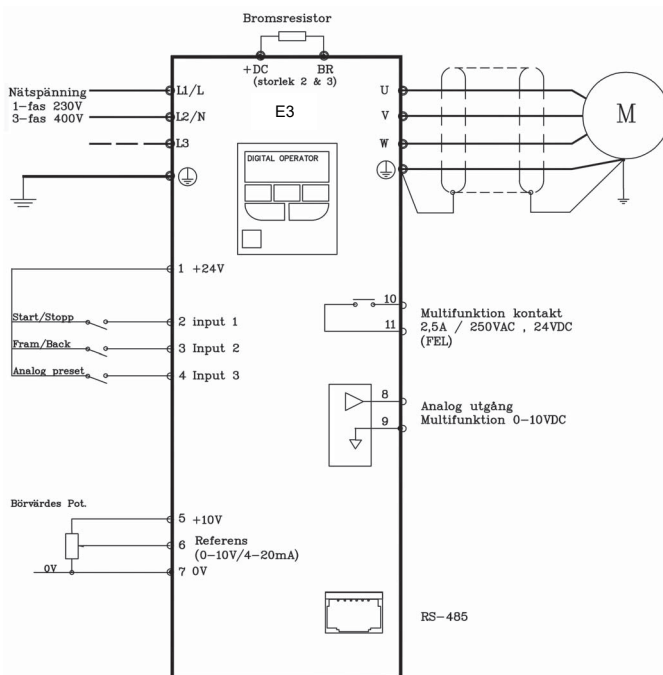 Bromsresistor
+DC BR
(storlek 2 & 3)
Nätspänning
1-fas 230V
3-fas 400V
L1/L
L2/N
L3
E3
U
V
W
M
DIGITAL OPERATOR
1 +24V
Start/Stopp
2 input 1
Fram/Back
3 Input 2
Analog preset
4 Input 3
10
11
Multifunktion kontakt
2,5A / 250VAC , 24VDC
(FEL)
8
9
Analog utgång
Multifunktion 0-10VDC
Börvärdes Pot.
5 +10V
6 Referens
(0-10V/4-20mA)
0V
7 0V
RS-485